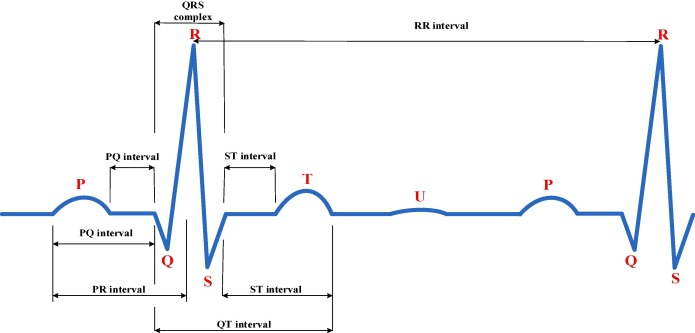 QRS
complex
R
RR interval
R
PQ interval
ST interval
P
T
U
P
PQ interval
Q
S
Q
S
PR interval
ST interval
QT interval